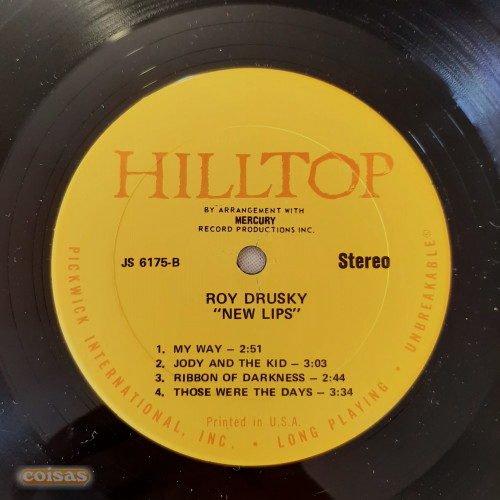 HILLTOP
BY ARRANGEMENT WITH
MERCURY
RECORD PRODUCTIONS INC.
JS 6175-B
Stereo
ROY DRUSKY
"NEW LIPS"
1. MY WAY – 2:51
2. JODY AND THE KID – 3:03
3. RIBBON OF DARKNESS – 2:44
4. THOSE WERE THE DAYS – 3:34
Printed in U.S.A.
PICKWICK INTERNATIONAL, INC. • LONG PLAYING • UNBREAKABLE®
coisas